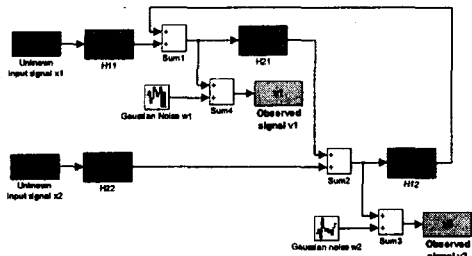 Unknown
input signal x1
H11
Sum1
H21
Gaussian Noise w1
Sum4
Observed
signal v1
Unknown
input signal x2
H22
Sum2
H12
Gaussian noise w2
Sum3
Observed